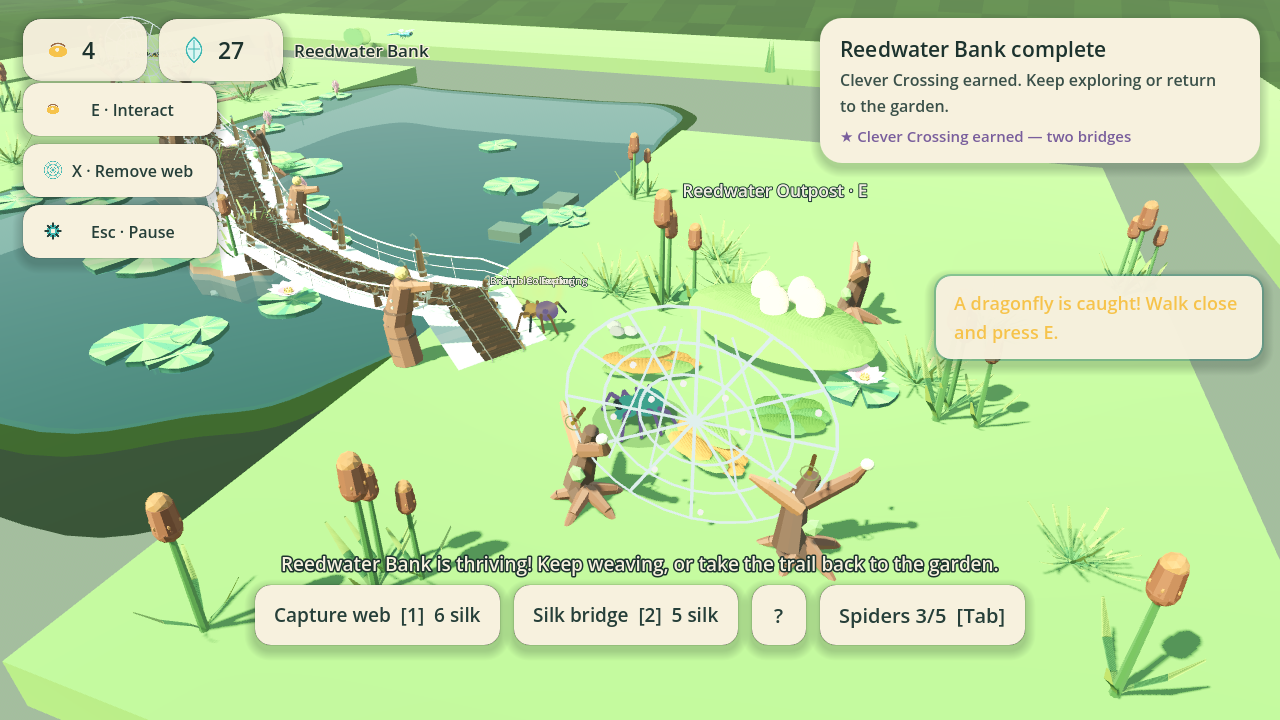 4
27
Reedwater Bank
E · Interact
X · Remove web
Esc · Pause
Reedwater Bank complete
Clever Crossing earned. Keep exploring or return
to the garden.
★ Clever Crossing earned — two bridges
Reedwater Outpost · E
A dragonfly is caught! Walk close
and press E.
Reedwater Bank is thriving! Keep weaving, or take the trail back to the garden.
Capture web [1] 6 silk
Silk bridge [2] 5 silk
?
Spiders 3/5 [Tab]